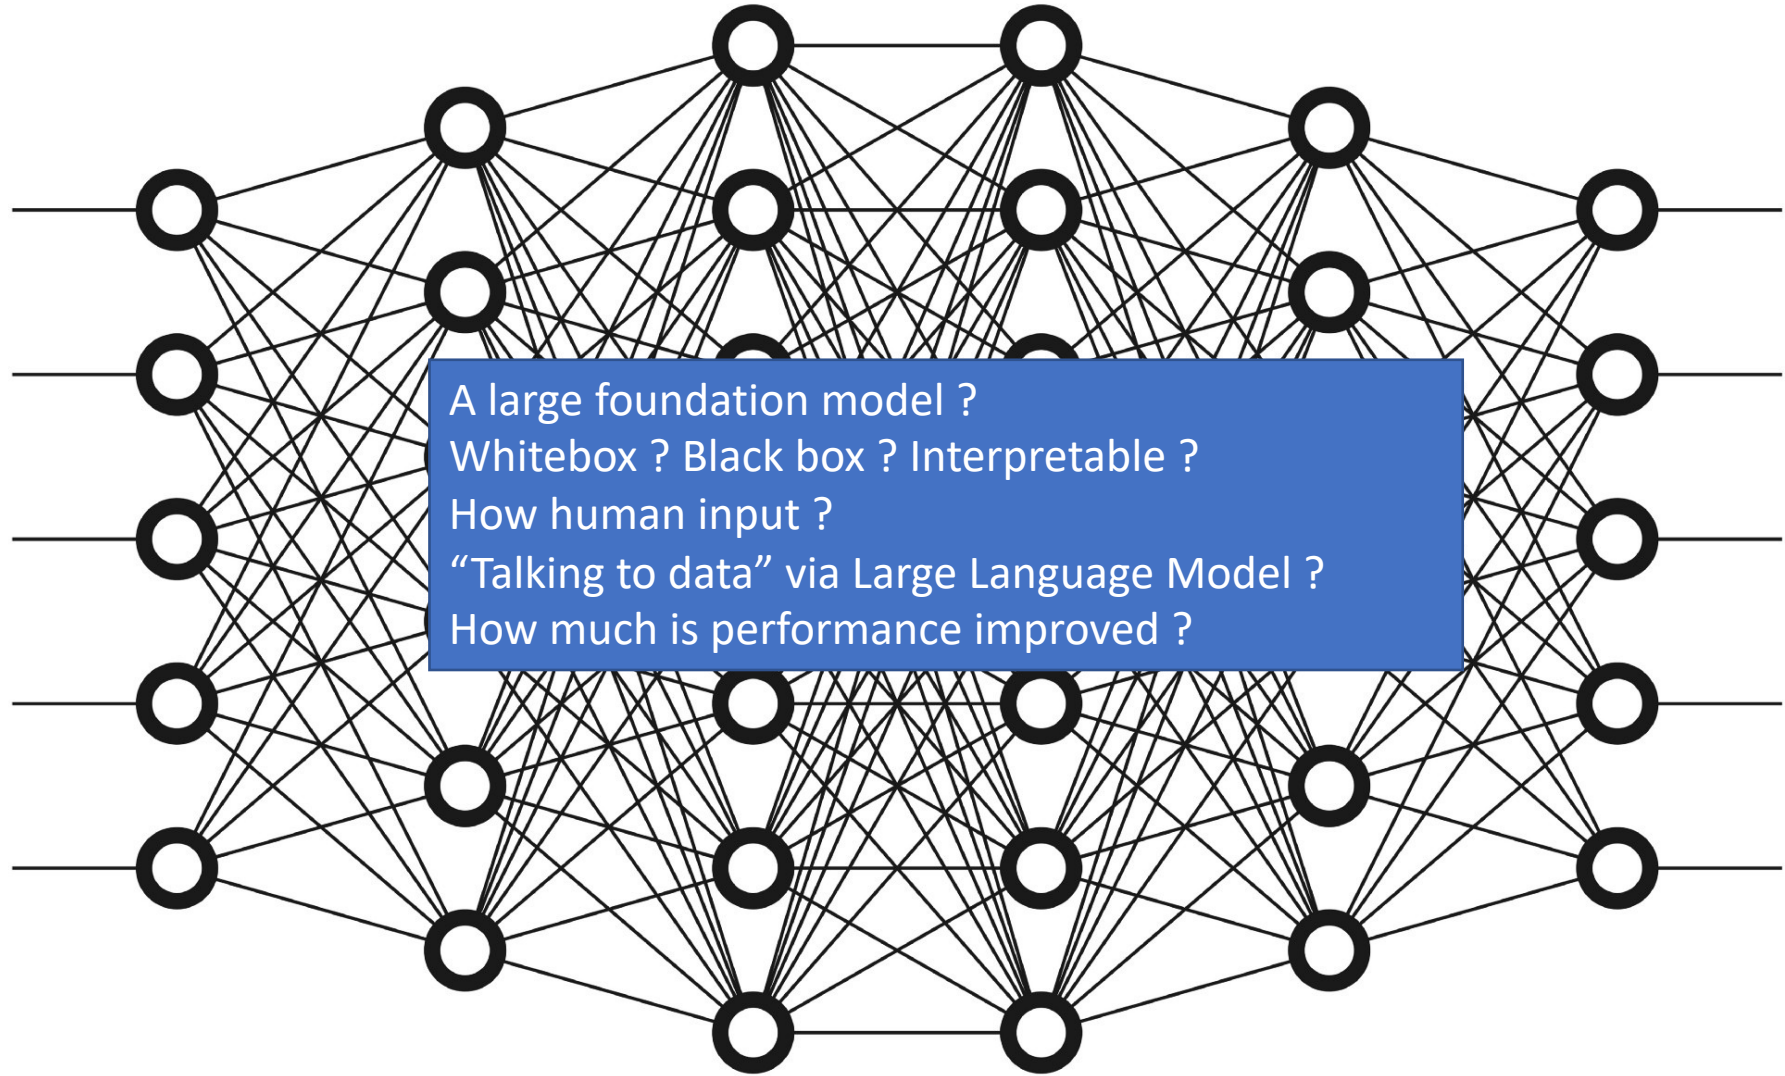 A large foundation model ?
Whitebox ? Black box ? Interpretable ?
How human input ?
“Talking to data” via Large Language Model ?
How much is performance improved ?